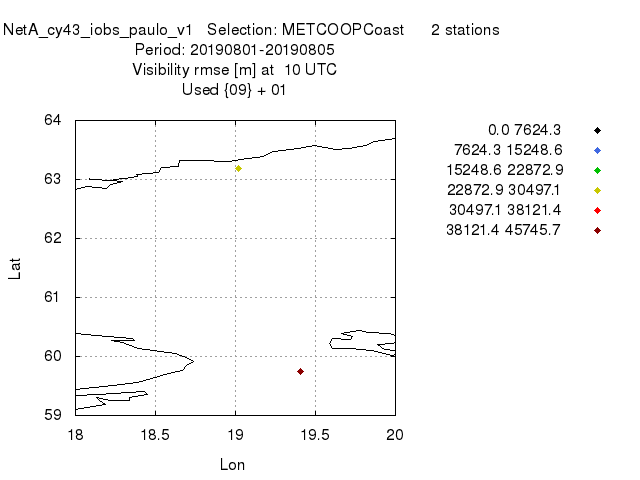 NetA_cy43_iobs_paulo_v1 Selection: METCOOPCoast 2 stations
Period: 20190801-20190805
Visibility rmse [m] at 10 UTC
Used {09} + 01
0.0 7624.3
7624.3 15248.6
15248.6 22872.9
22872.9 30497.1
30497.1 38121.4
38121.4 45745.7
64
63
62
61
60
59
Lat
18 18.5 19 19.5 20
Lon